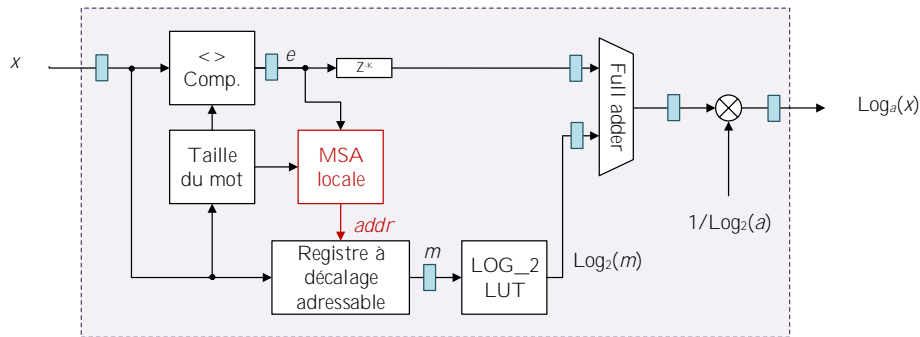 x
< >
Comp.
e
Z-K
Full adder
Logₐ(x)
Taille
du mot
MSA
locale
addr
1/Log₂(a)
Registre à
décalage
adressable
m
LOG_2
LUT
Log₂(m)